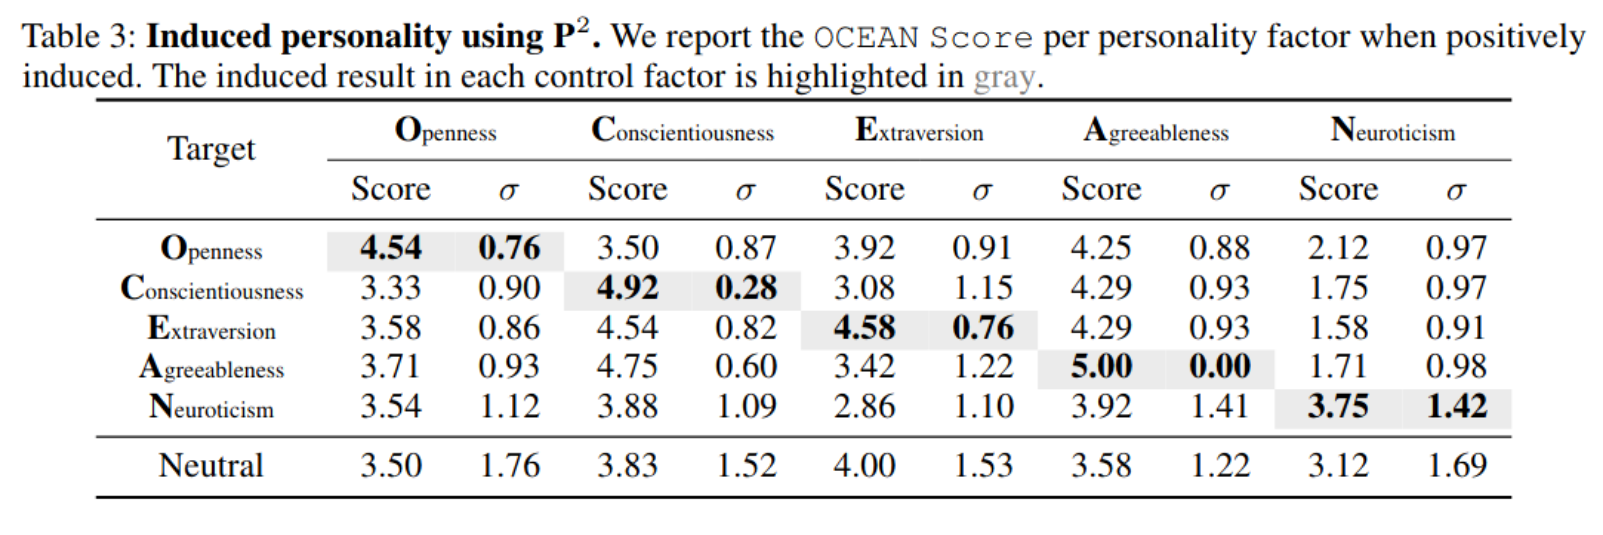 Table 3: Induced personality using P². We report the OCEAN Score per personality factor when positively
induced. The induced result in each control factor is highlighted in gray.
Target Openness Conscientiousness Extraversion Agreeableness Neuroticism
Score σ Score σ Score σ Score σ Score σ
Openness 4.54 0.76 3.50 0.87 3.92 0.91 4.25 0.88 2.12 0.97
Conscientiousness 3.33 0.90 4.92 0.28 3.08 1.15 4.29 0.93 1.75 0.97
Extraversion 3.58 0.86 4.54 0.82 4.58 0.76 4.29 0.93 1.58 0.91
Agreeableness 3.71 0.93 4.75 0.60 3.42 1.22 5.00 0.00 1.71 0.98
Neuroticism 3.54 1.12 3.88 1.09 2.86 1.10 3.92 1.41 3.75 1.42
Neutral 3.50 1.76 3.83 1.52 4.00 1.53 3.58 1.22 3.12 1.69